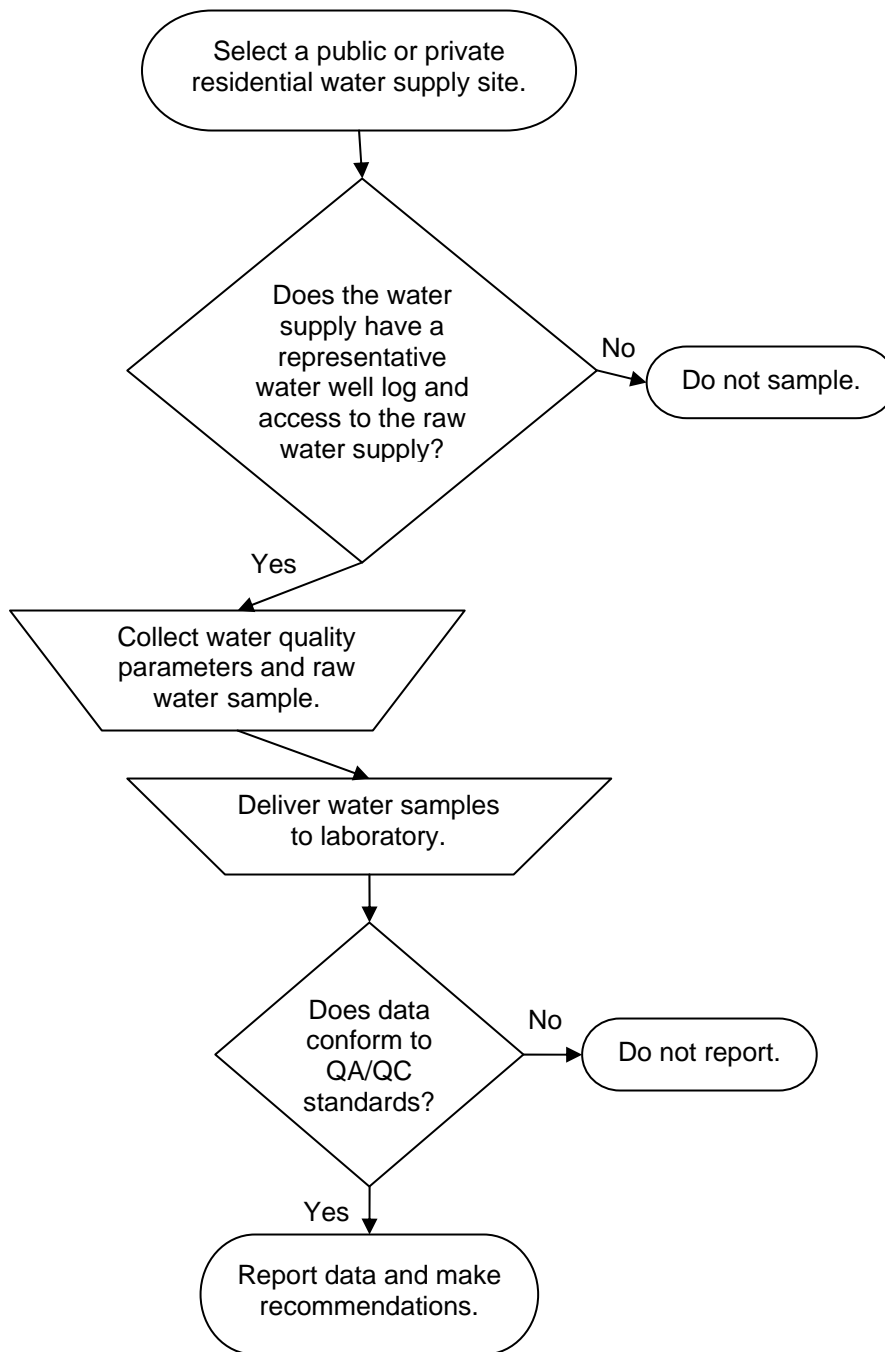 Select a public or private
residential water supply site.
Does the water
supply have a
representative
water well log and
access to the raw
water supply?
No
Do not sample.
Yes
Collect water quality
parameters and raw
water sample.
Deliver water samples
to laboratory.
Does data
conform to
QA/QC
standards?
No
Do not report.
Yes
Report data and make
recommendations.